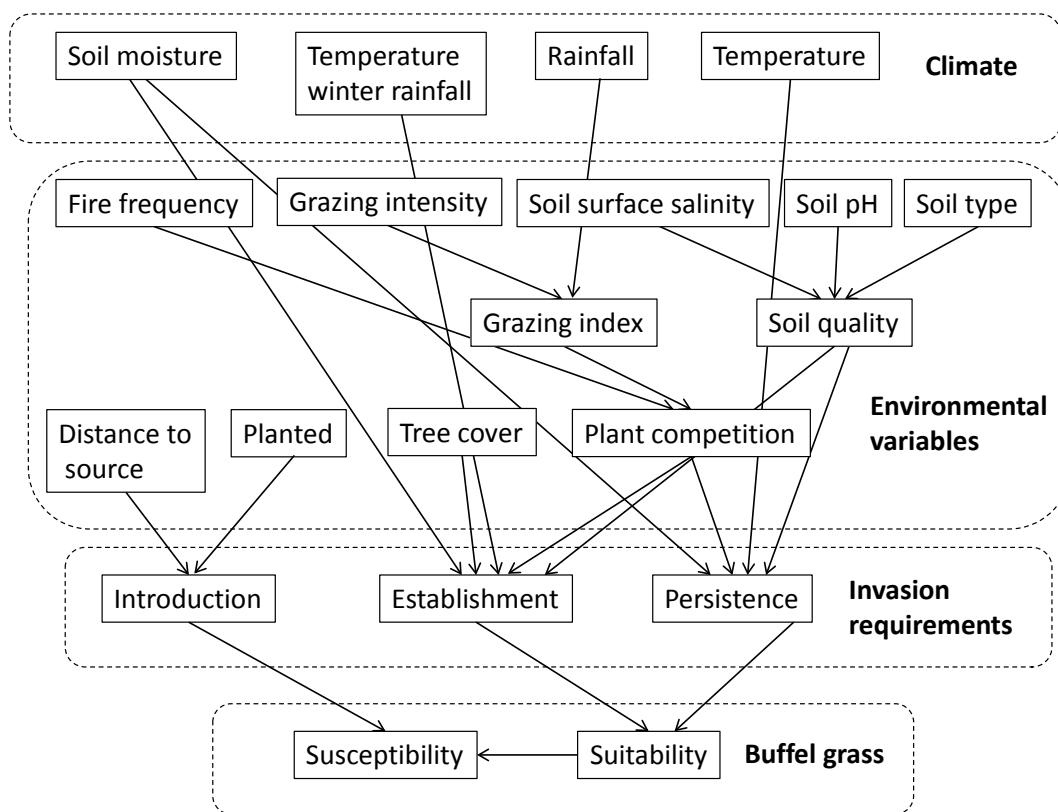 Soil moisture
Temperature
winter rainfall
Rainfall
Temperature
Climate
Fire frequency
Grazing intensity
Soil surface salinity
Soil pH
Soil type
Grazing index
Soil quality
Distance to
source
Planted
Tree cover
Plant competition
Environmental
variables
Introduction
Establishment
Persistence
Invasion
requirements
Susceptibility
Suitability
Buffel grass